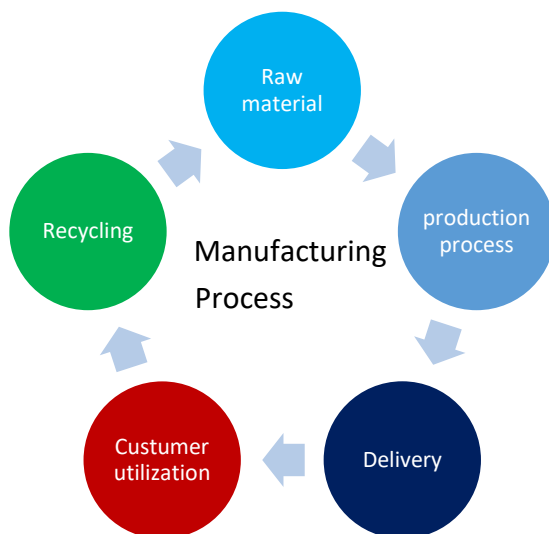 Raw
material
production
process
Delivery
Custumer
utilization
Recycling
Manufacturing
Process